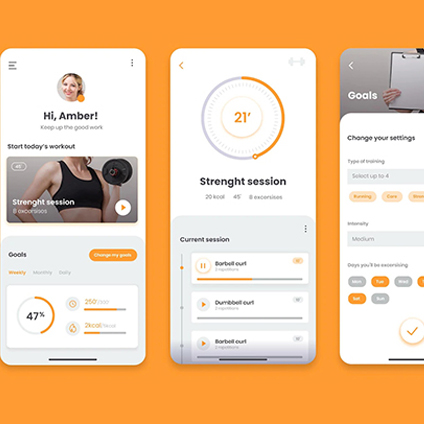 Hi, Amber!
Keep up the good work
Start today's workout
45'
Strenght session
8 excersises
Goals
Change my goals
Weekly Monthly Daily
47%
250
2kcal
21'
Strenght session
20 kcal 45' 8 excersises
Current session
Barbell curl
Dumbbell curl
Barbell curl
Goals
Change your settings
Type of training
Select up to 4
Running
Intensity
Medium
Days you'll be excersising
Mon Tue Wed
Sat Sun